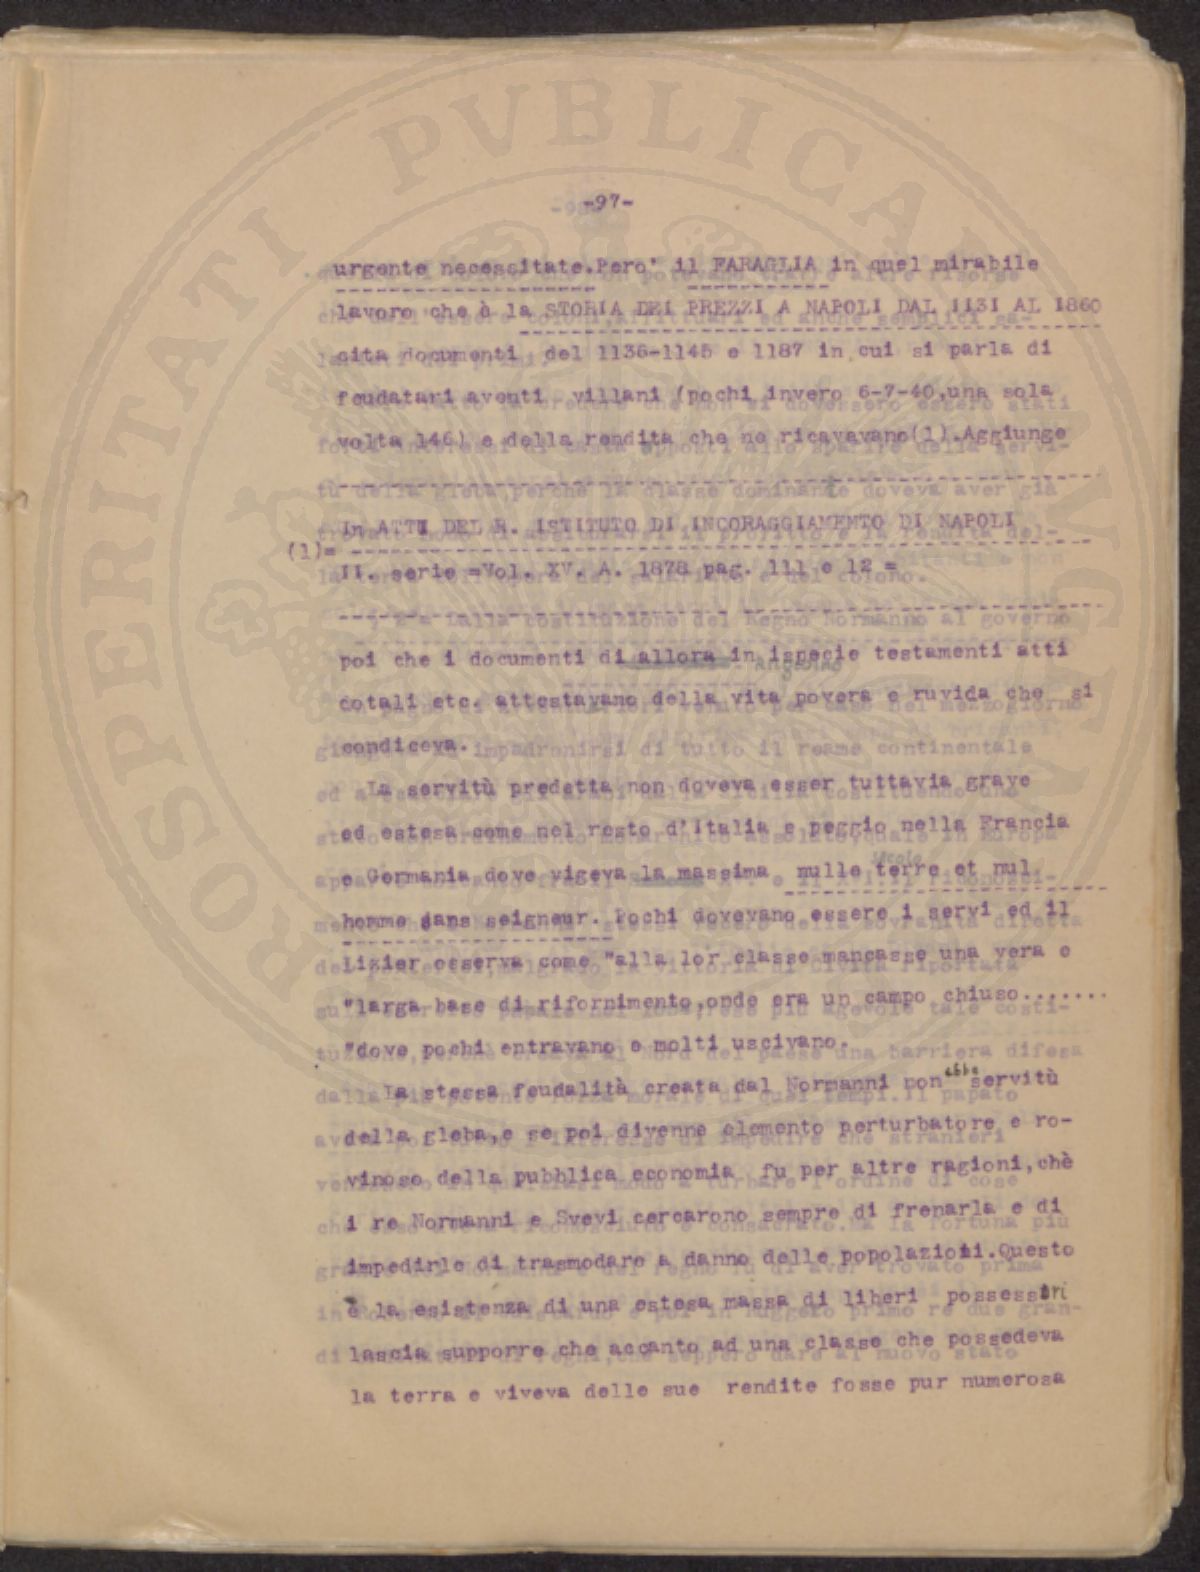 PROSPERITATI PVBLICAE AVGENDAE
-97-
urgente necessitate.Pero' il FARAGLIA in quel mirabile
lavoro che è la STORIA DEI PREZZI A NAPOLI DAL 1131 AL 1860
cita documenti del 1136-1145 e 1187 in cui si parla di
feudatari aventi villani (pochi invero 6-7-40,una sola
volta 146) e della rendita che ne ricavavano(1).Aggiunge
In ATTI DEL R. ISTITUTO DI INCORAGGIAMENTO DI NAPOLI
(1)=
II. serie =Vol. XV. A. 1878 pag. 111 e 12 =
poi che i documenti di allora in ispecie testamenti atti
dotali etc. attestavano della vita povera e ruvida che si
condiceva.
La servitù predetta non doveva esser tuttavia grave
ed estesa come nel resto d'Italia e peggio nella Francia
e Germania dove vigeva la massima nulle terre et nul
homme sans seigneur. Pochi dovevano essere i servi ed il
Lizier osserva come "alla lor classe mancasse una vera e
"larga base di rifornimento,onde era un campo chiuso.......
"dove pochi entravano e molti uscivano.
La stessa feudalità creata dal Normanni non ebbe servitù
della gleba,e se poi divenne elemento perturbatore e ro-
vinoso della pubblica economia fu per altre ragioni,chè
i re Normanni e Svevi cercarono sempre di frenarla e di
impedirle di trasmodare a danno delle popolazioni.Questo
e la esistenza di una estesa massa di liberi possessori
lascia supporre che accanto ad una classe che possedeva
la terra e viveva delle sue rendite fosse pur numerosa